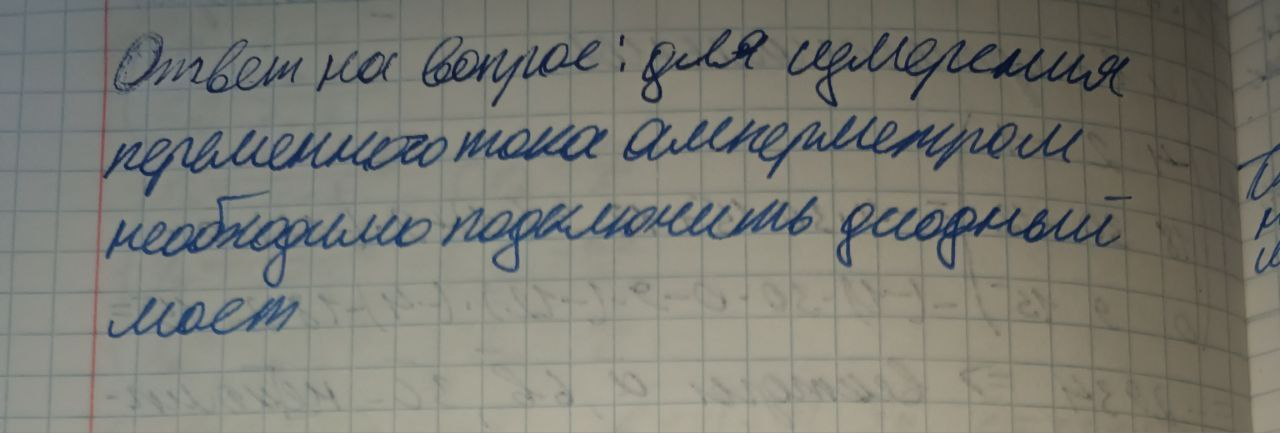 Ответ на вопрос: для измерения
переменного тока амперметром
необходимо подключить диодный
мост